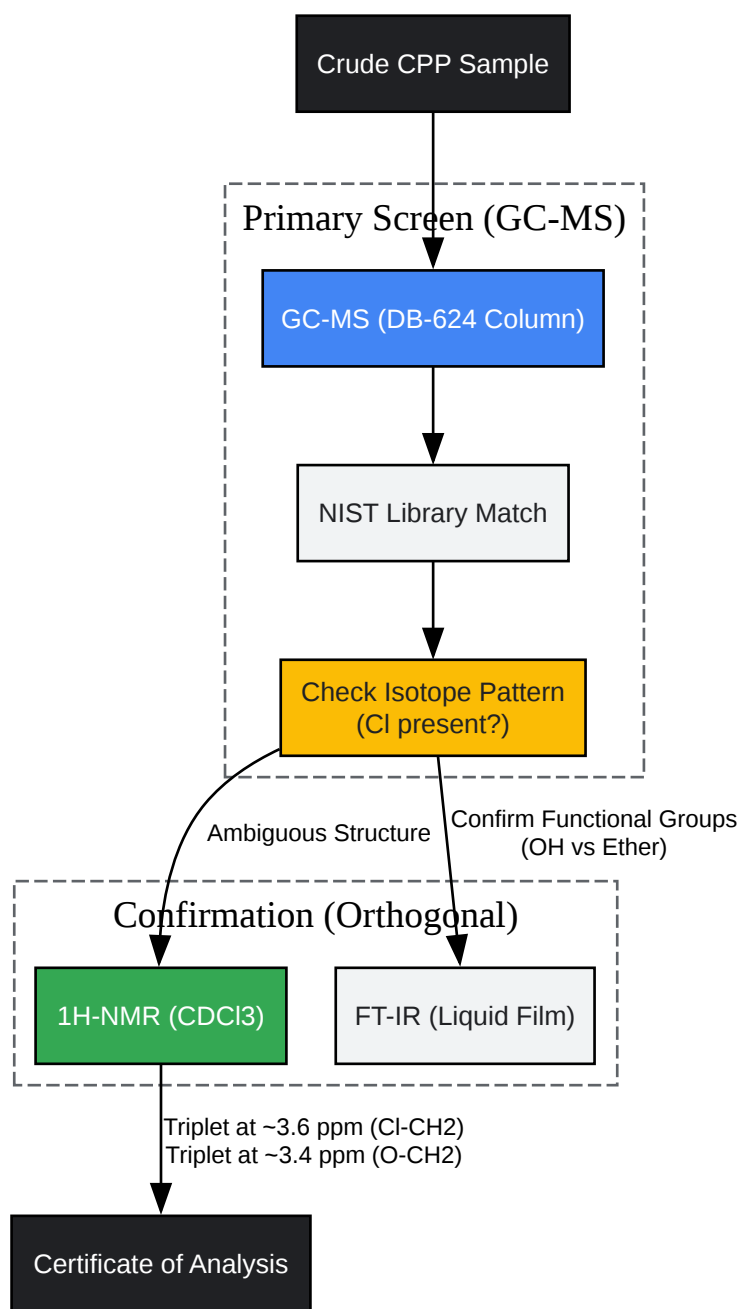 Crude CPP Sample
Primary Screen (GC-MS)
GC-MS (DB-624 Column)
NIST Library Match
Check Isotope Pattern
(Cl present?)
Ambiguous Structure
Confirm Functional Groups
(OH vs Ether)
Confirmation (Orthogonal)
1H-NMR (CDCl3)
FT-IR (Liquid Film)
Triplet at ~3.6 ppm (Cl-CH2)
Triplet at ~3.4 ppm (O-CH2)
Certificate of Analysis